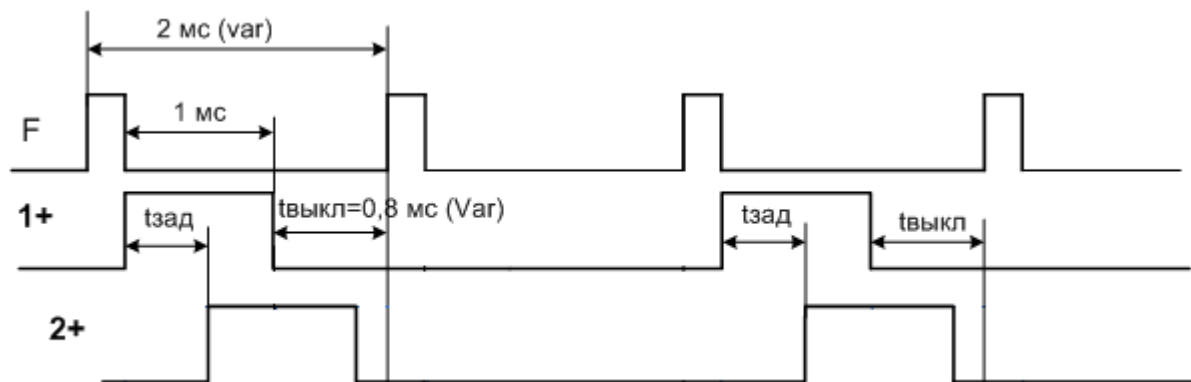 2 мс (var)
F
1 мс
1+
tзад
tвыкл=0,8 мс (Var)
tзад
tвыкл
2+